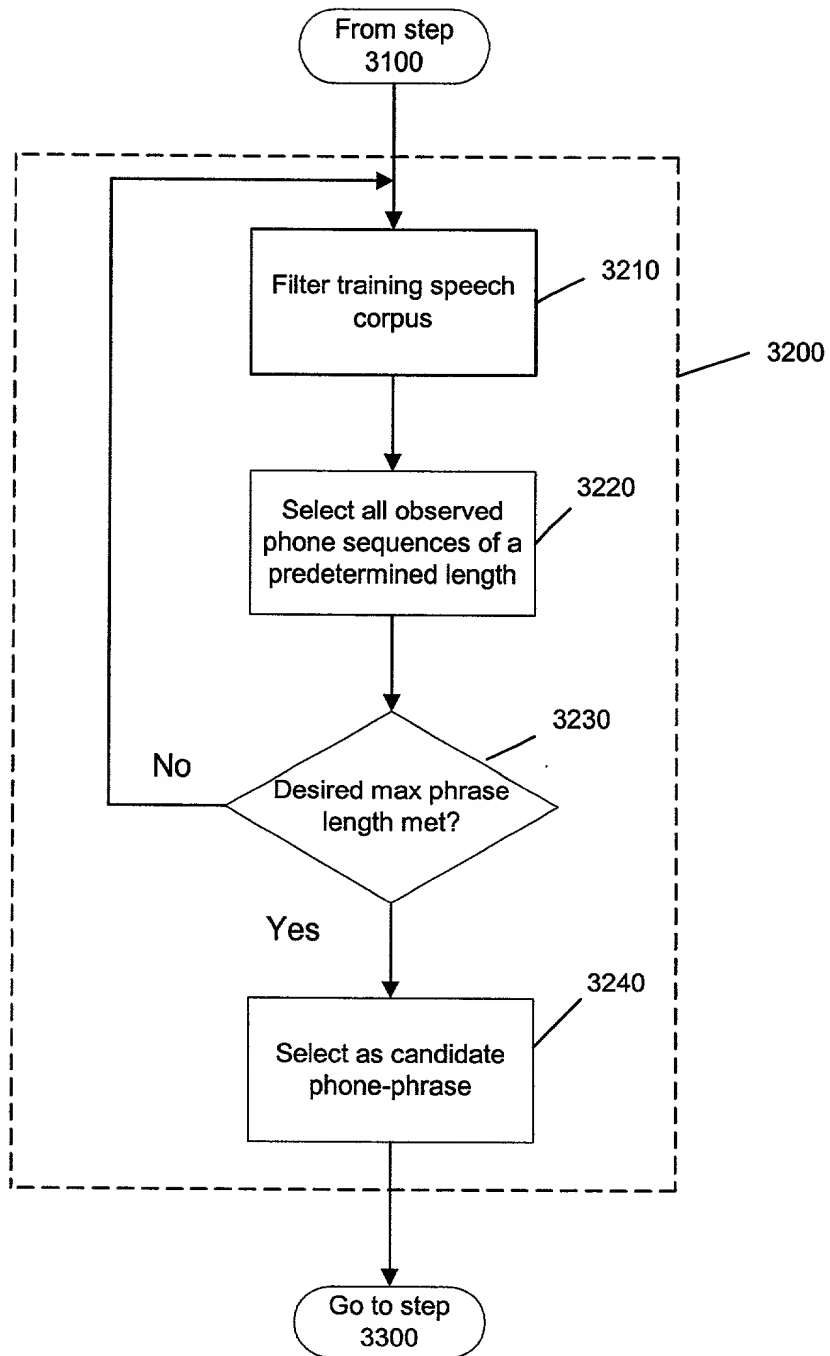 From step
3100
Filter training speech
corpus
3210
3200
3220
Select all observed
phone sequences of a
predetermined length
3230
No
Desired max phrase
length met?
Yes
3240
Select as candidate
phone-phrase
Go to step
3300